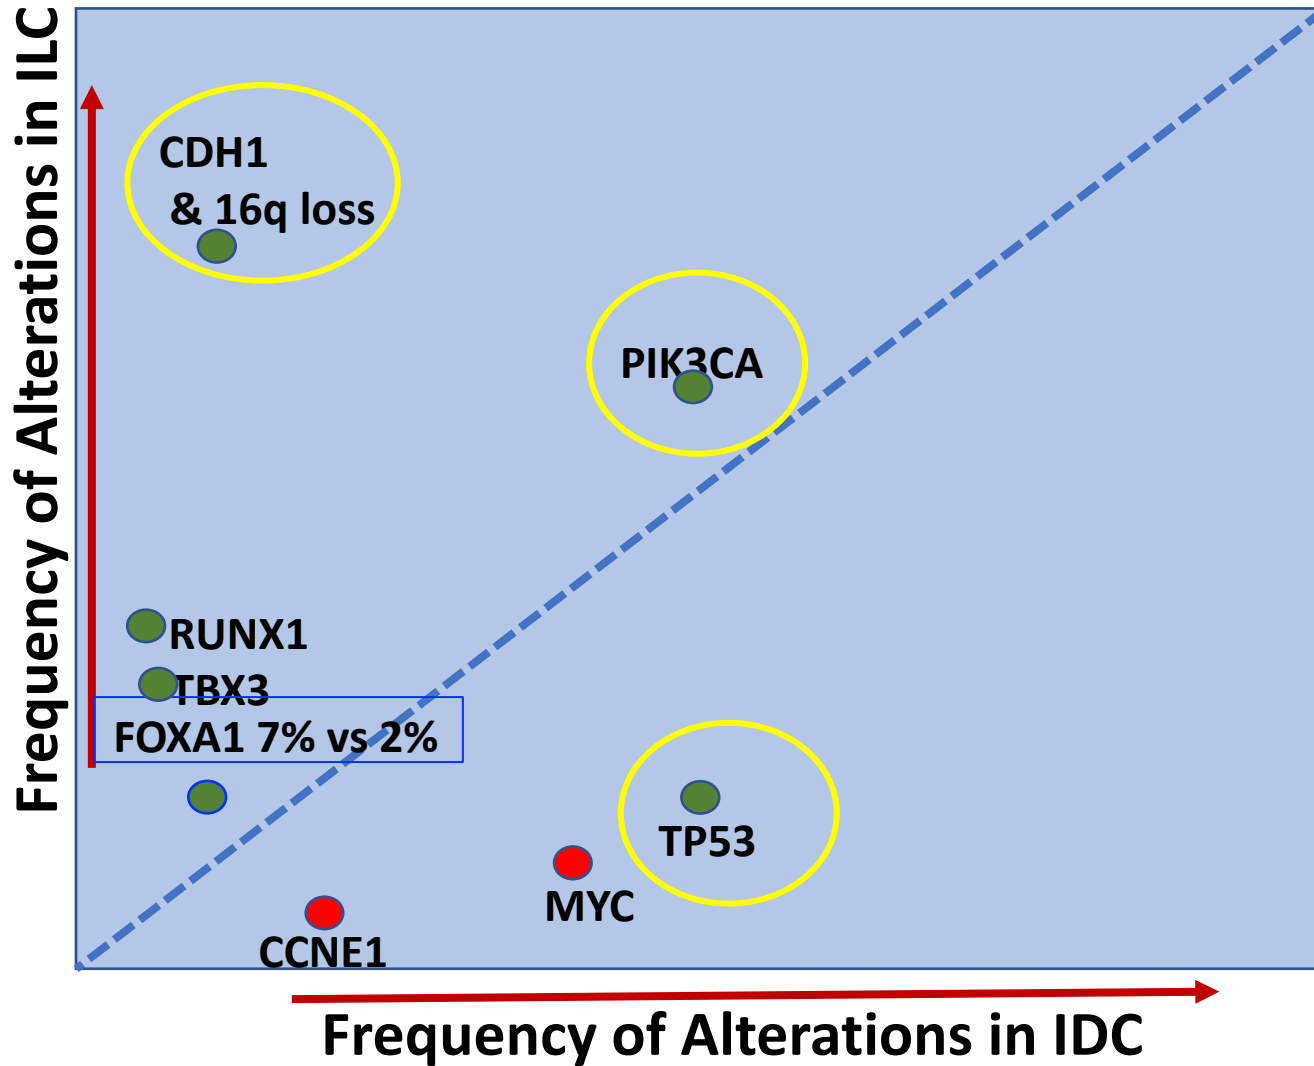 Frequency of Alterations in ILC
CDH1
& 16q loss
PIK3CA
RUNX1
TBX3
FOXA1 7% vs 2%
TP53
MYC
CCNE1
Frequency of Alterations in IDC